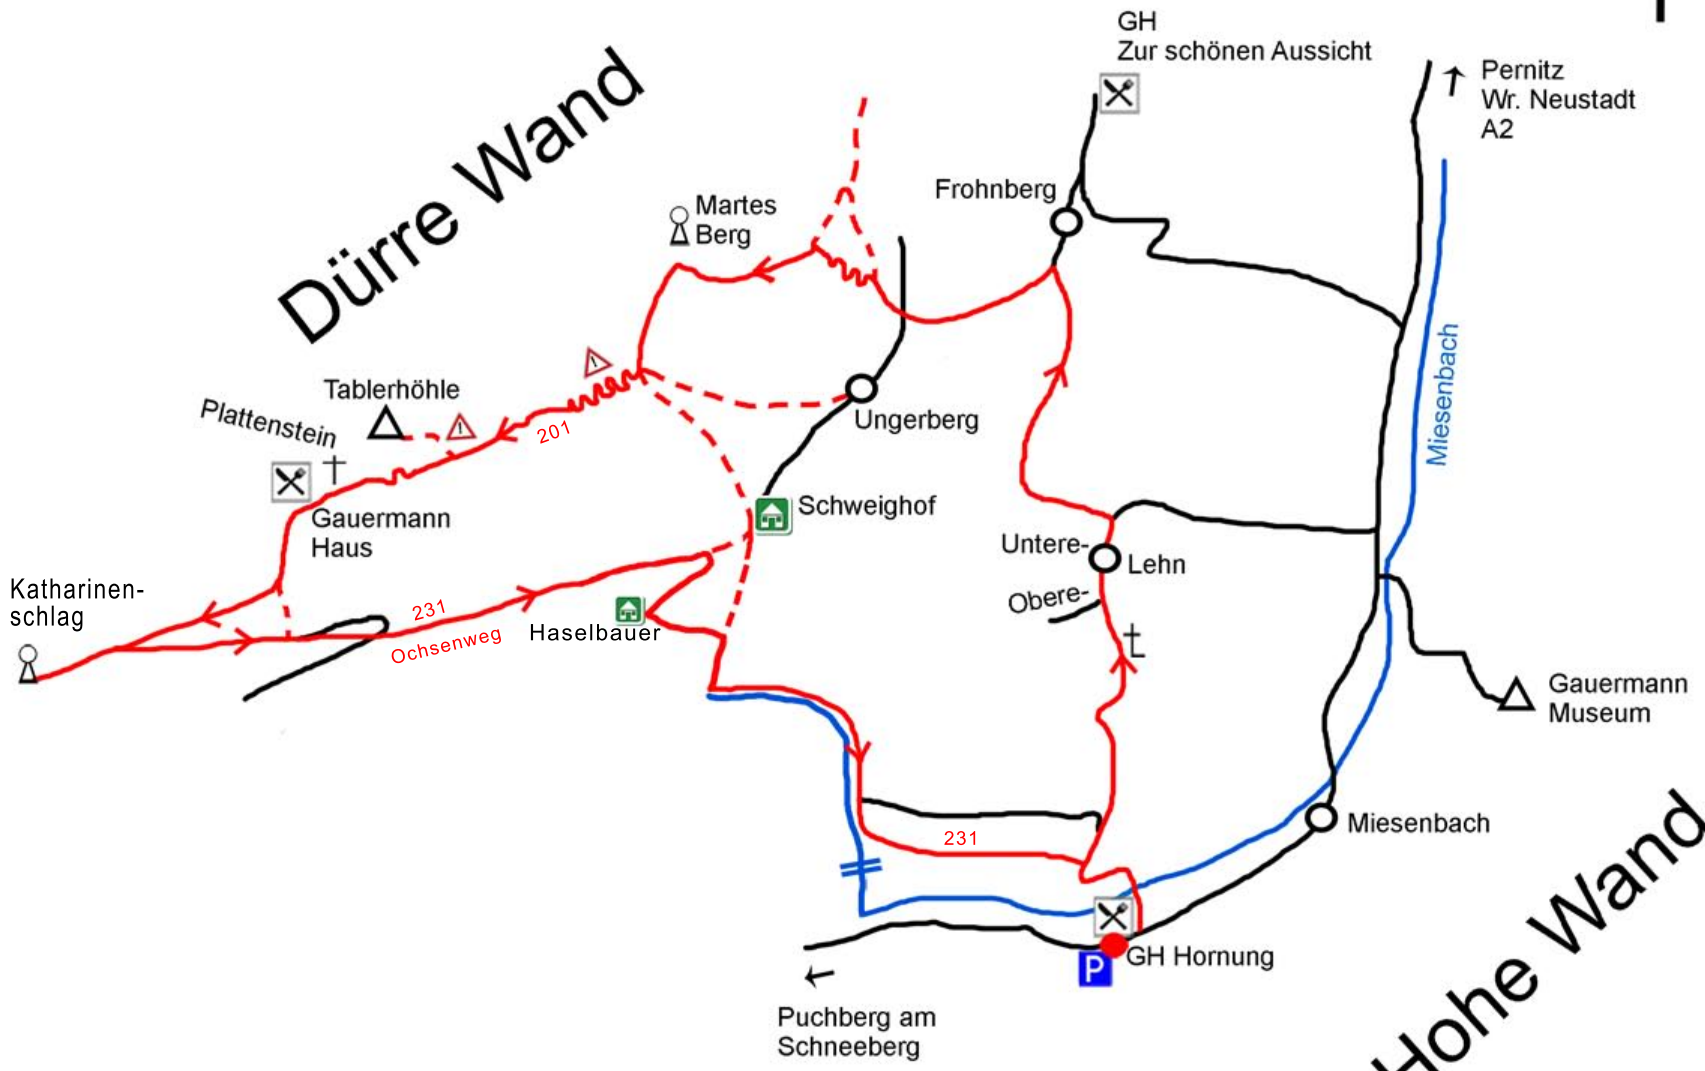 GH
Zur schönen Aussicht
Pernitz
Wr. Neustadt
A2
Dürre Wand
Frohnberg
Martes
Berg
Miesenbach
Tablerhöhle
Plattenstein
201
Ungerberg
Schweighof
Gauermann
Haus
Untere-
Lehn
Obere-
Katharinen-
schlag
231
Ochsenweg
Haselbauer
Gauermann
Museum
231
Miesenbach
Hohe Wand
P
GH Hornung
Puchberg am
Schneeberg